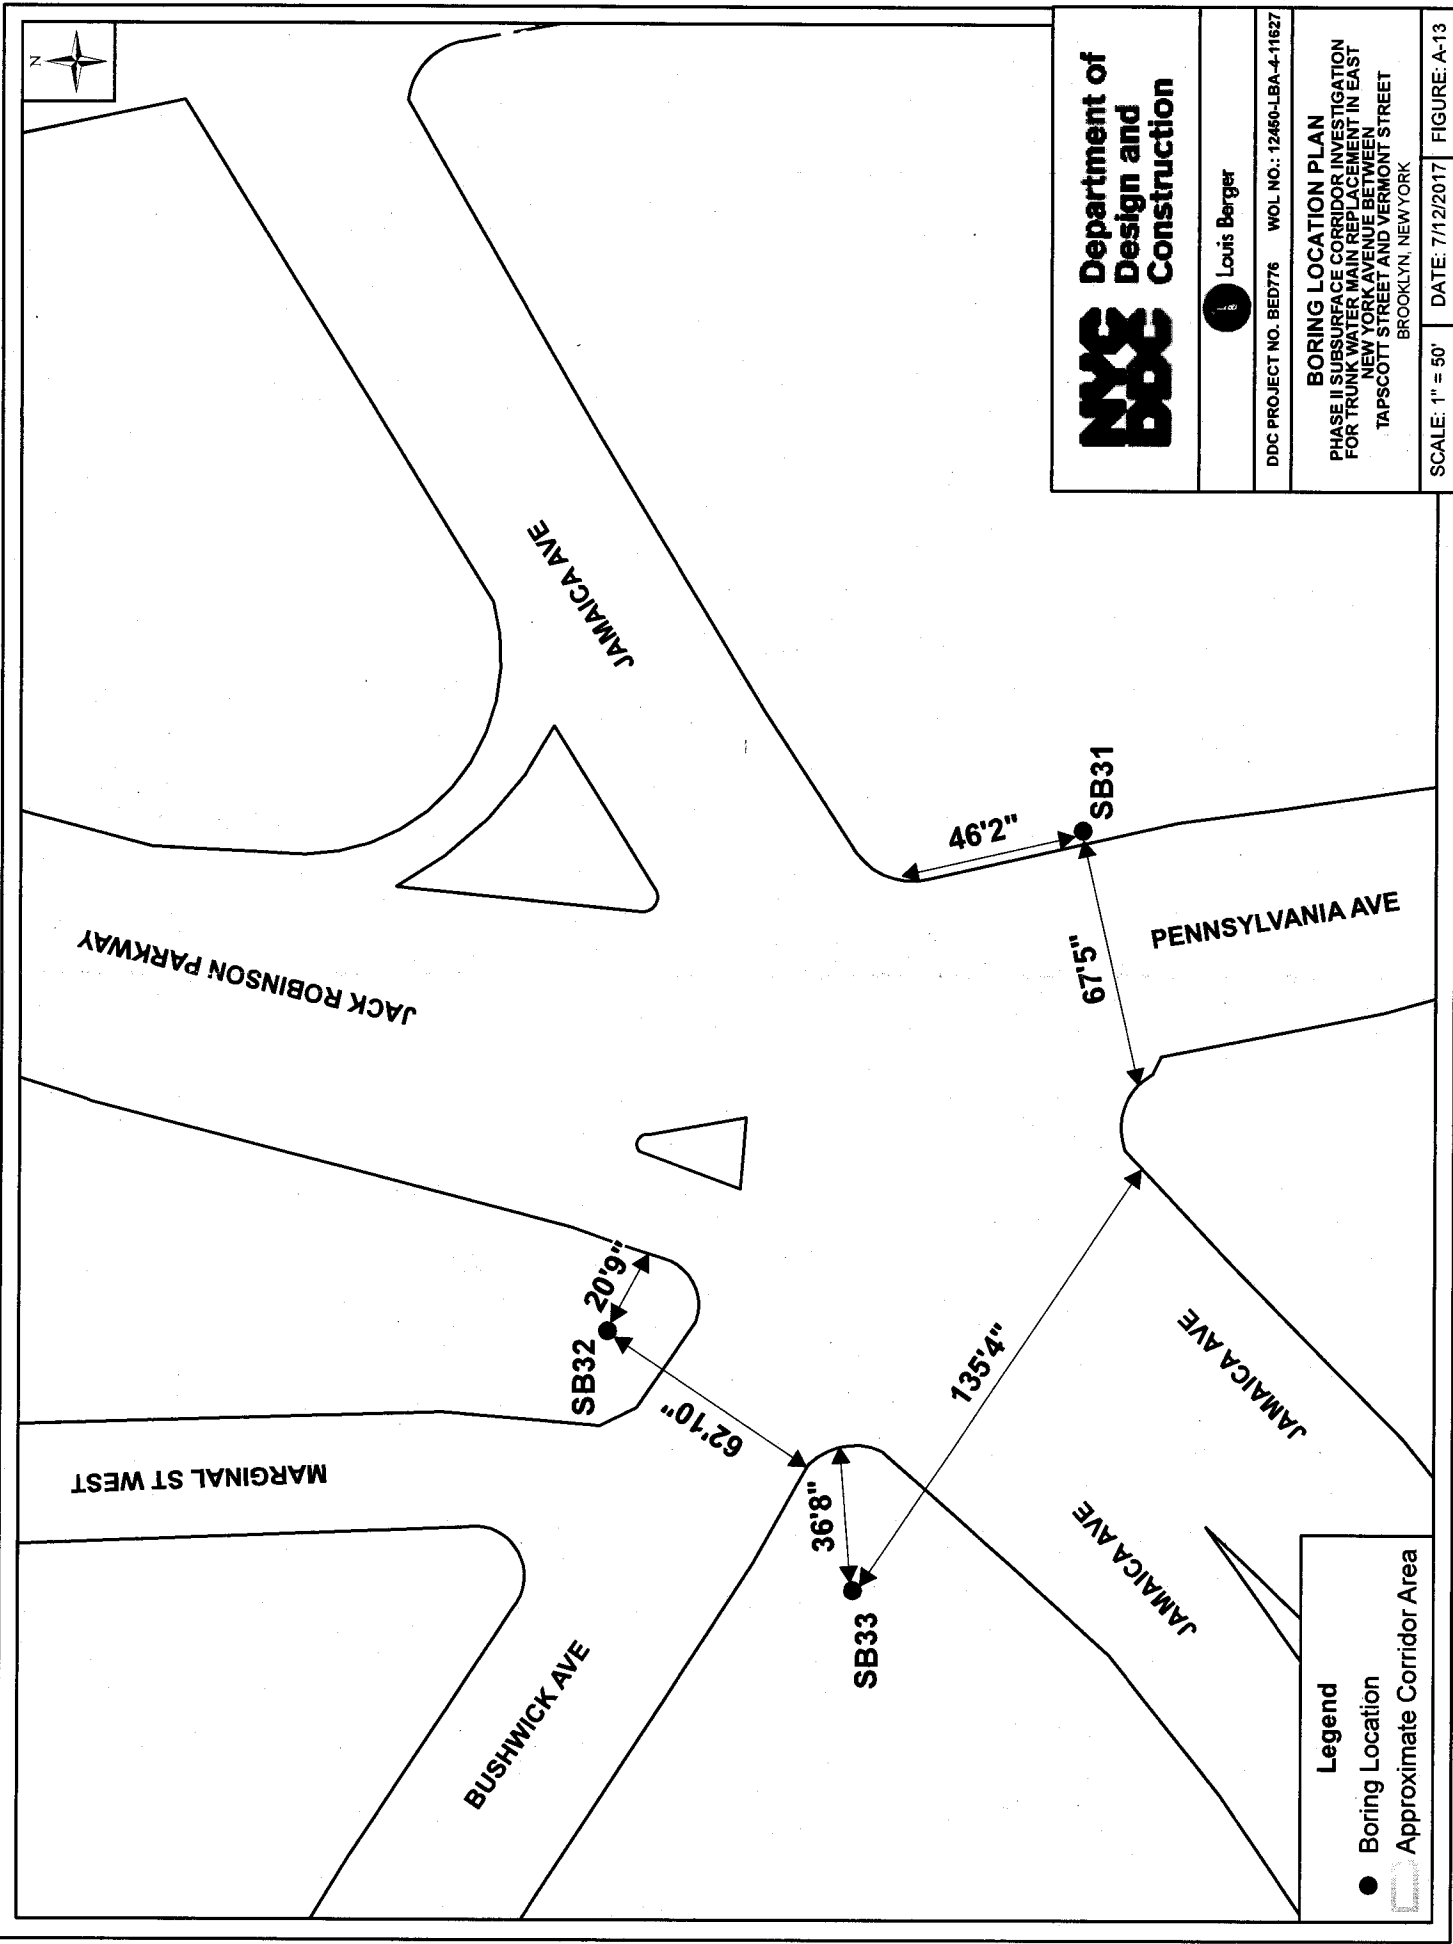 N
JACK ROBINSON PARKWAY
JAMAICA AVE
MARGINAL ST WEST
BUSHWICK AVE
SB32
20'9"
62'10"
36'8"
SB33
135'4"
46'2"
SB31
67'5"
PENNSYLVANIA AVE
JAMAICA AVE
JAMAICA AVE
Legend
Boring Location
Approximate Corridor Area
NYC
DDC
Department of
Design and
Construction
Louis Berger
DDC PROJECT NO. BED776 WOL NO.: 12450-LBA-4-11627
BORING LOCATION PLAN
PHASE II SUBSURFACE CORRIDOR INVESTIGATION
FOR TRUNK WATER MAIN REPLACEMENT IN EAST
NEW YORK AVENUE BETWEEN
TAPSCOTT STREET AND VERMONT STREET
BROOKLYN, NEW YORK
SCALE: 1" = 50' DATE: 7/12/2017 FIGURE: A-13